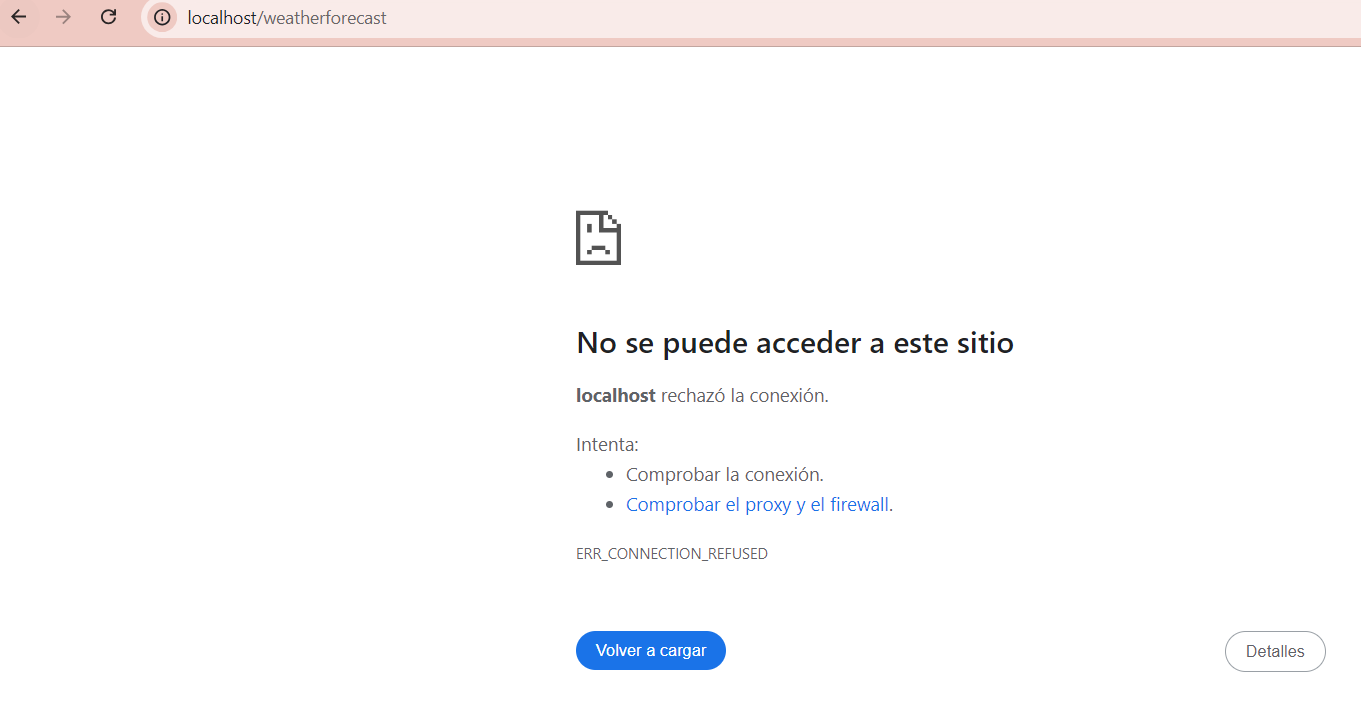 localhost/weatherforecast
No se puede acceder a este sitio
localhost rechazó la conexión.
Intenta:
Comprobar la conexión.
Comprobar el proxy y el firewall.
ERR_CONNECTION_REFUSED
Volver a cargar
Detalles